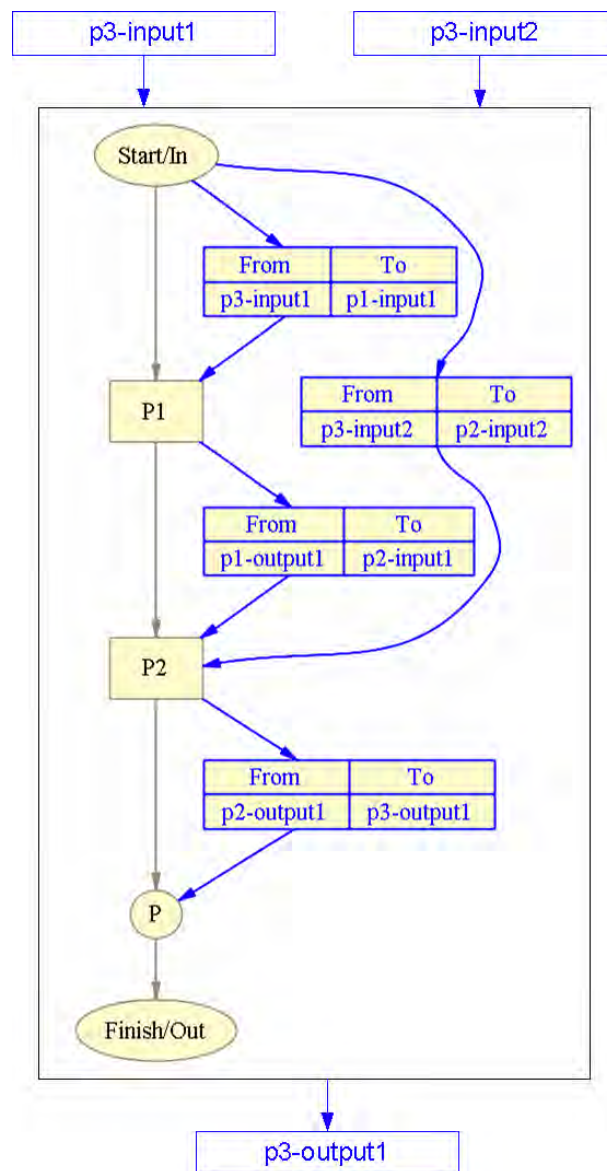 p3-input1 p3-input2
Start/In
From To
p3-input1 p1-input1
P1
From To
p3-input2 p2-input2
From To
p1-output1 p2-input1
P2
From To
p2-output1 p3-output1
P
Finish/Out
p3-output1